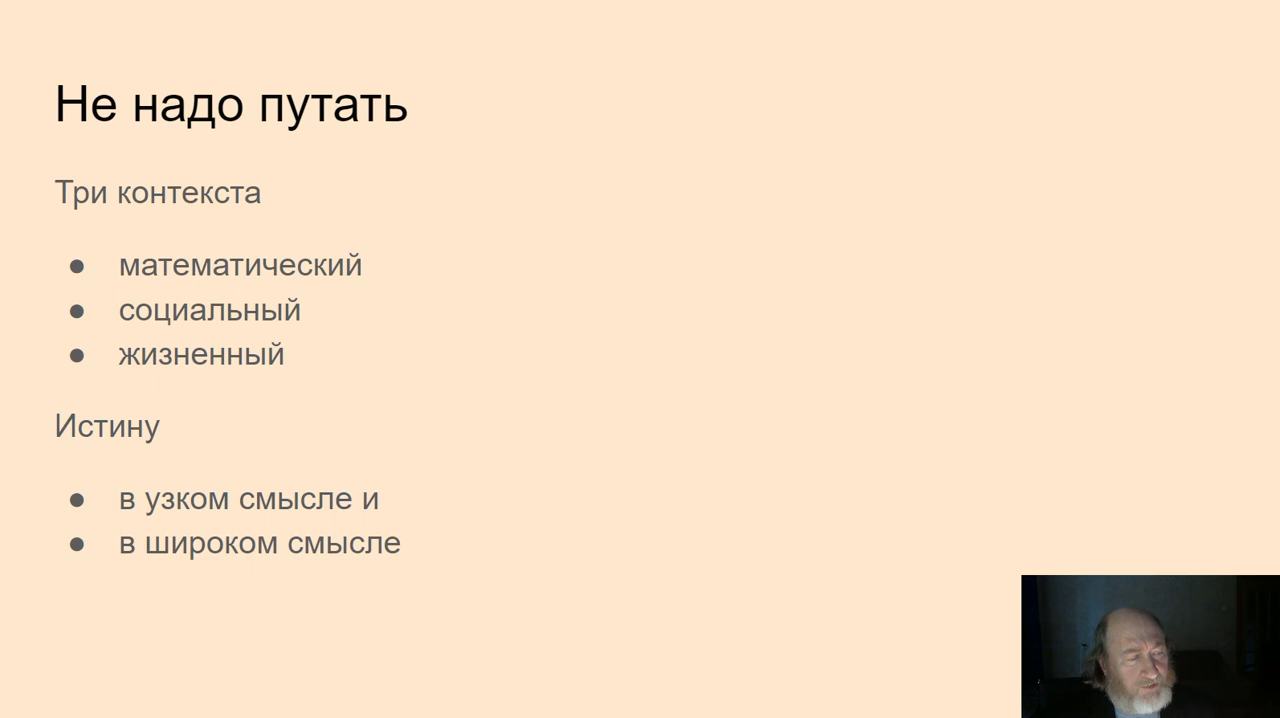 Не надо путать
Три контекста
● математический
● социальный
● жизненный
Истину
● в узком смысле и
● в широком смысле